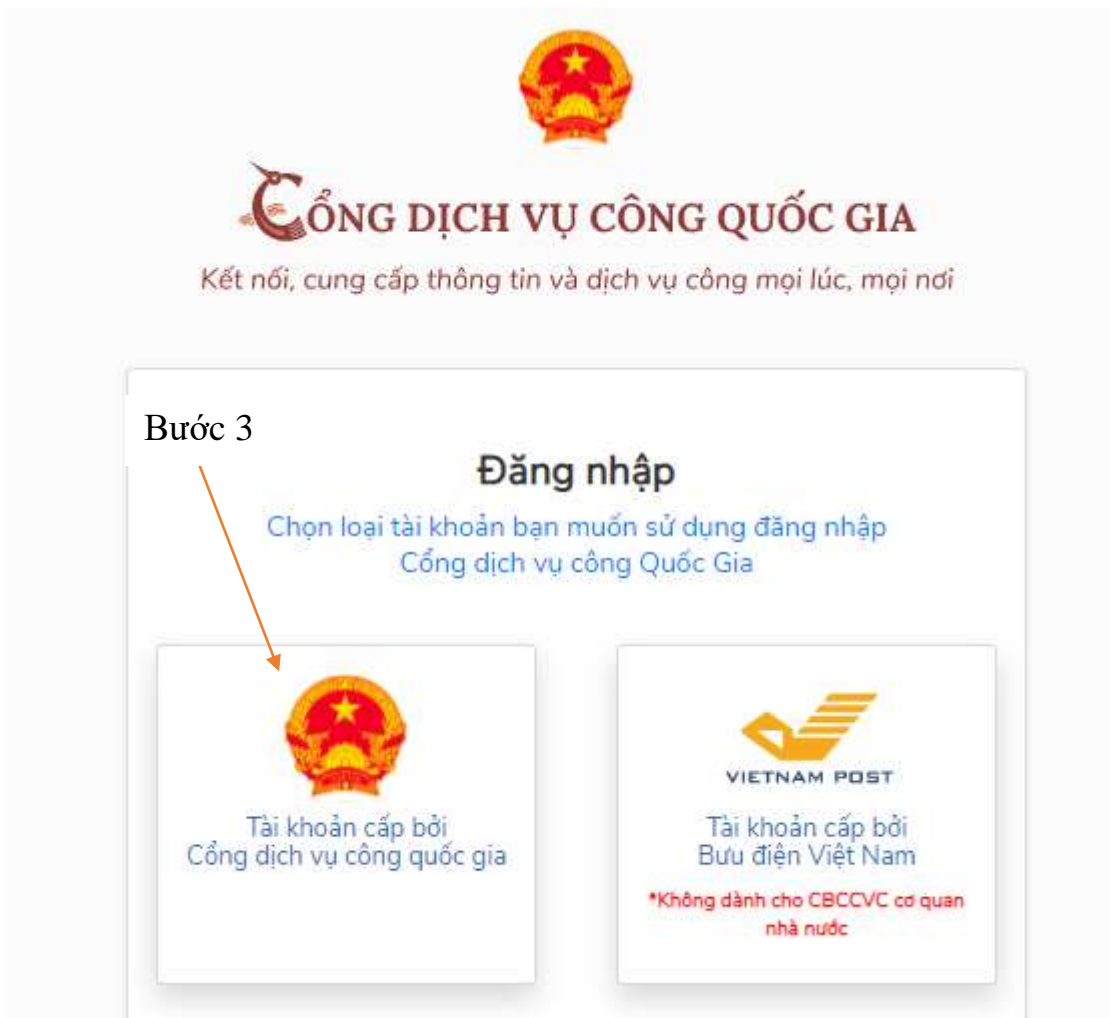 CỔNG DỊCH VỤ CÔNG QUỐC GIA
Kết nối, cung cấp thông tin và dịch vụ công mọi lúc, mọi nơi
Bước 3
Đăng nhập
Chọn loại tài khoản bạn muốn sử dụng đăng nhập
Cổng dịch vụ công Quốc Gia
Tài khoản cấp bởi
Cổng dịch vụ công quốc gia
VIETNAM POST
Tài khoản cấp bởi
Bưu điện Việt Nam
*Không dành cho CBCCVC cơ quan
nhà nước